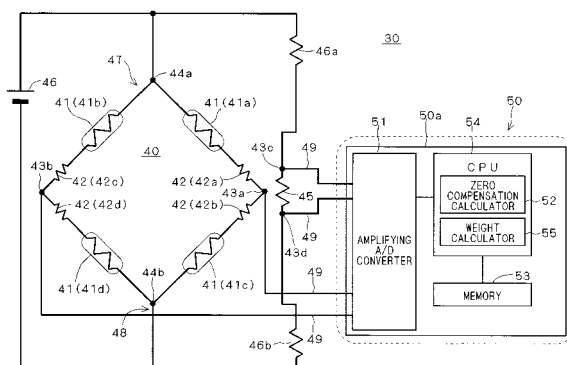 30
46a
44a
47
46
41(41b)
41(41a)
50
54
50a
51
40
43c
49
CPU
ZERO COMPENSATION CALCULATOR
52
43b
42(42c)
42(42a)
43a
45
42(42d)
42(42b)
WEIGHT CALCULATOR
55
49
43d
AMPLIFYING A/D CONVERTER
44b
41(41d)
41(41c)
49
MEMORY
53
48
49
46b